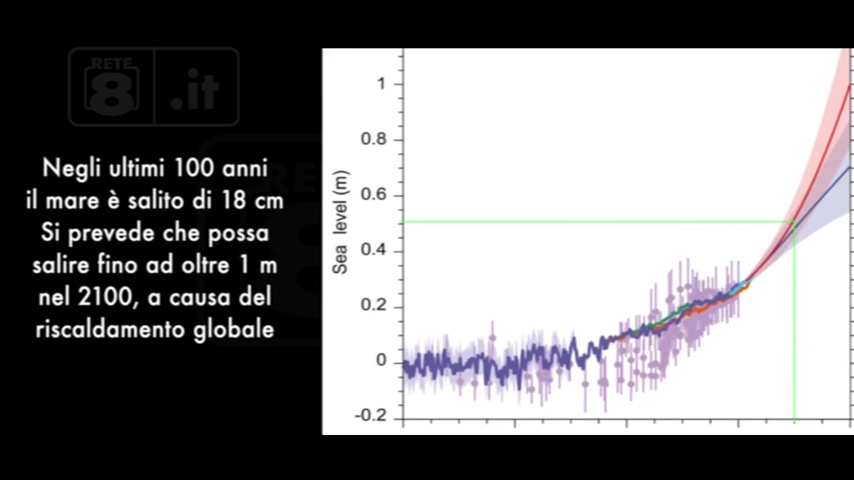 RETE
8
.it
Negli ultimi 100 anni
il mare è salito di 18 cm
Si prevede che possa
salire fino ad oltre 1 m
nel 2100, a causa del
riscaldamento globale
Sea level (m)
1
0.8
0.6
0.4
0.2
0
-0.2